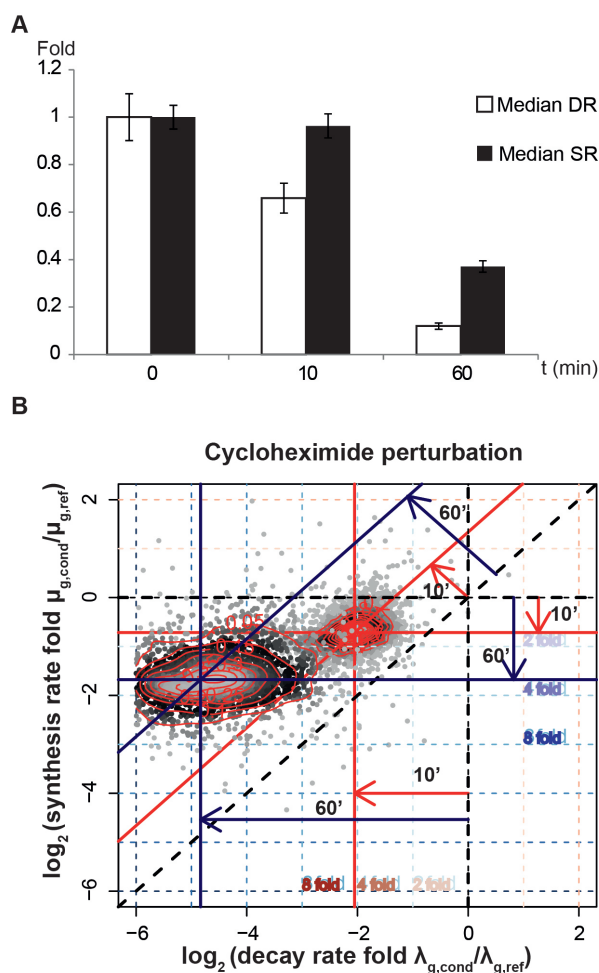 A
Fold
1.2
1
0.8
0.6
0.4
0.2
0
Median DR
Median SR
0 10 60 t (min)
B
Cycloheximide perturbation
log2 (synthesis rate fold μg,cond/μg,ref)
2
0
−2
−4
−6
60'
10'
10'
60'
0.05
2 fold
4 fold
8 fold
10'
60'
8 fold 4 fold 2 fold
−6 −4 −2 0 2
log2 (decay rate fold λg,cond/λg,ref)